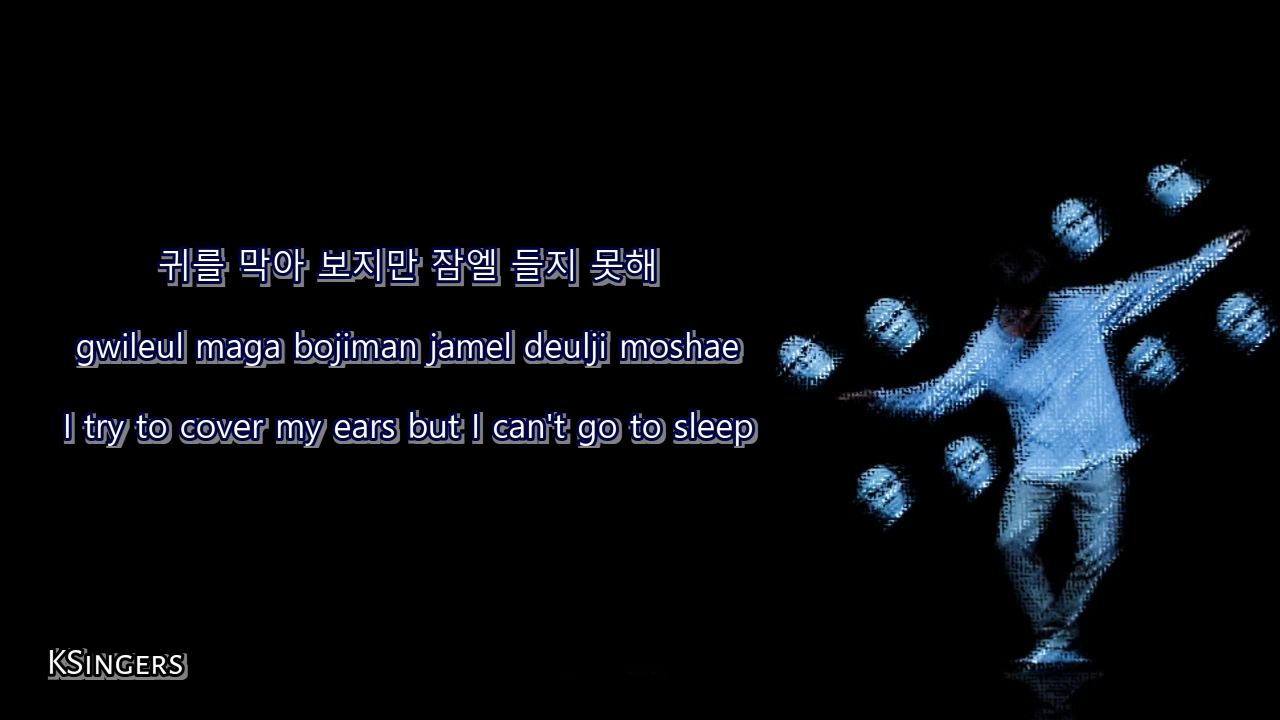 귀를 막아 보지만 잠엘 들지 못해
gwileul maga bojiman jamel deulji moshae
I try to cover my ears but I can't go to sleep
KSingers